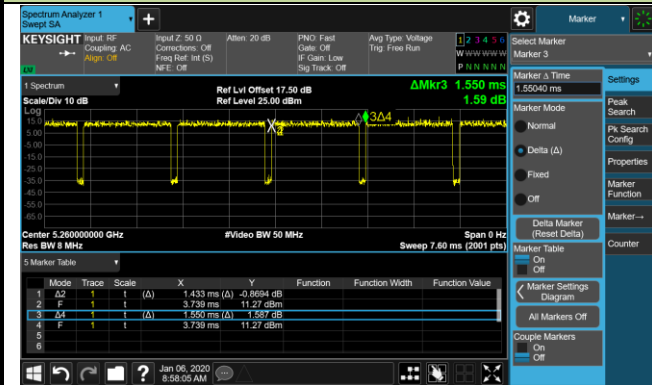 Spectrum Analyzer 1
Swept SA
+
Marker
KEYSIGHT
Input: RF
Coupling: AC
Align: Off
Input Z: 50 Ω
Corrections: Off
Freq Ref: Int (S)
NFE: Off
Atten: 20 dB
PNO: Fast
Gate: Off
IF Gain: Low
Sig Track: Off
Avg Type: Voltage
Trig: Free Run
1 2 3 4 5 6
W W W W W W
P N N N N N
LXI
1 Spectrum
Scale/Div 10 dB
Ref Lvl Offset 17.50 dB
Ref Level 25.00 dBm
ΔMkr3 1.550 ms
1.59 dB
Log
15.0
5.00
-5.00
-15.0
-25.0
-35.0
-45.0
-55.0
-65.0
3Δ4
Center 5.260000000 GHz
#Video BW 50 MHz
Span 0 Hz
Res BW 8 MHz
Sweep 7.60 ms (2001 pts)
5 Marker Table
Mode Trace Scale X Y Function Function Width Function Value
1 Δ2 1 t (Δ) 1.433 ms (Δ) -0.8694 dB
2 F 1 t 3.739 ms 11.27 dBm
3 Δ4 1 t (Δ) 1.550 ms (Δ) 1.587 dB
4 F 1 t 3.739 ms 11.27 dBm
5
6
Select Marker
Marker 3
Marker Δ Time
1.55040 ms
Marker Mode
Normal
Delta (Δ)
Fixed
Off
Delta Marker
(Reset Delta)
Marker Table
On
Off
Marker Settings
Diagram
All Markers Off
Couple Markers
On
Off
Settings
Peak
Search
Pk Search
Config
Properties
Marker
Function
Marker→
Counter
?
Jan 06, 2020
8:58:05 AM